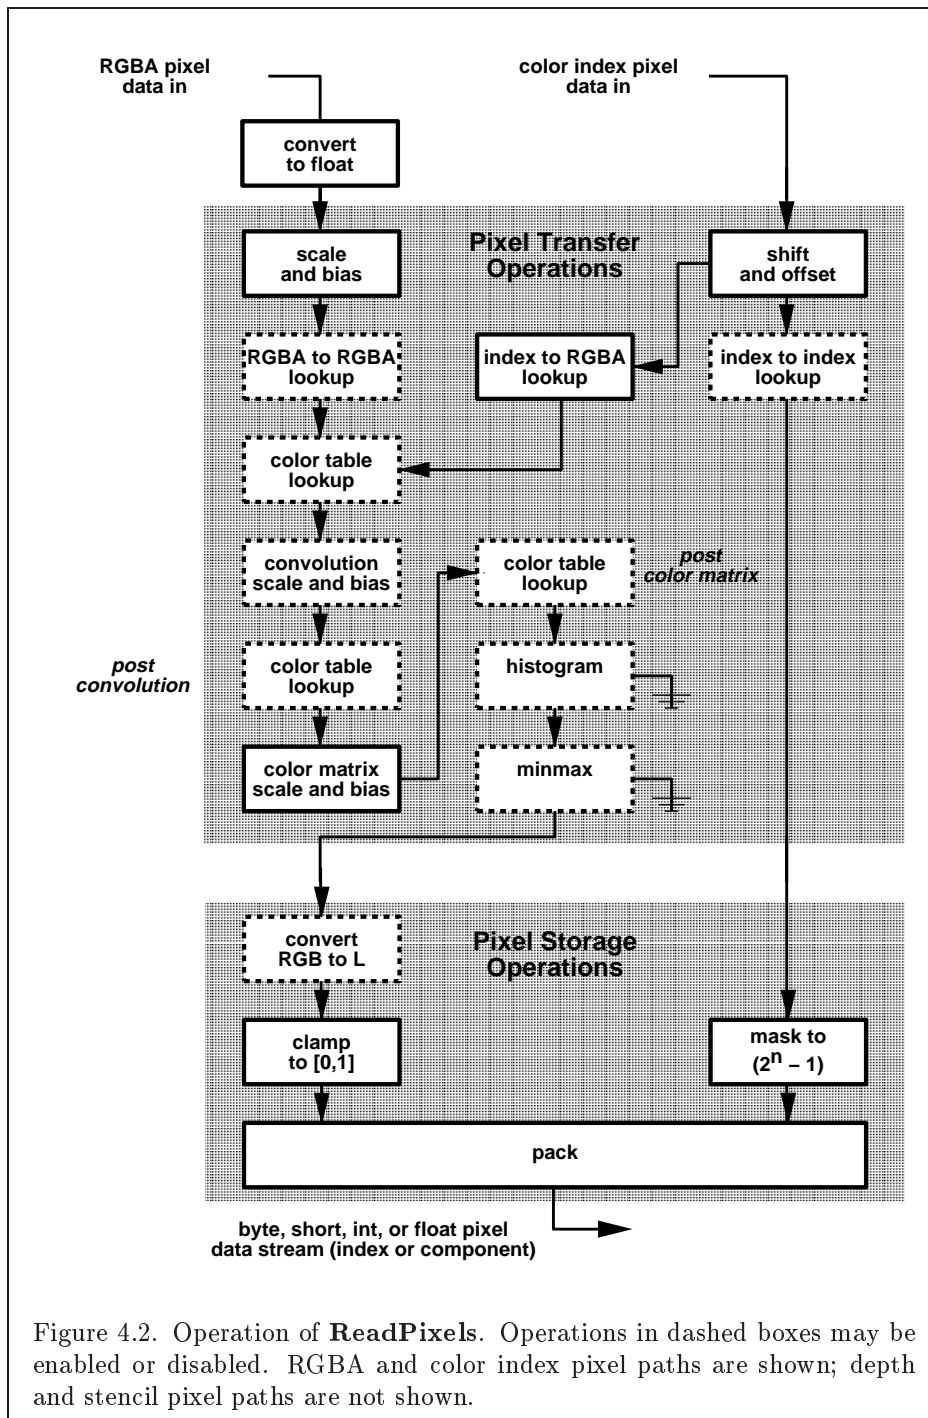 RGBA pixel
data in
color index pixel
data in
convert
to float
Pixel Transfer
Operations
scale
and bias
shift
and offset
RGBA to RGBA
lookup
index to RGBA
lookup
index to index
lookup
color table
lookup
convolution
scale and bias
color table
lookup
post
color matrix
post
convolution
color table
lookup
histogram
color matrix
scale and bias
minmax
convert
RGB to L
Pixel Storage
Operations
clamp
to [0,1]
mask to
(2^n – 1)
pack
byte, short, int, or float pixel
data stream (index or component)
Figure 4.2. Operation of ReadPixels. Operations in dashed boxes may be
enabled or disabled. RGBA and color index pixel paths are shown; depth
and stencil pixel paths are not shown.